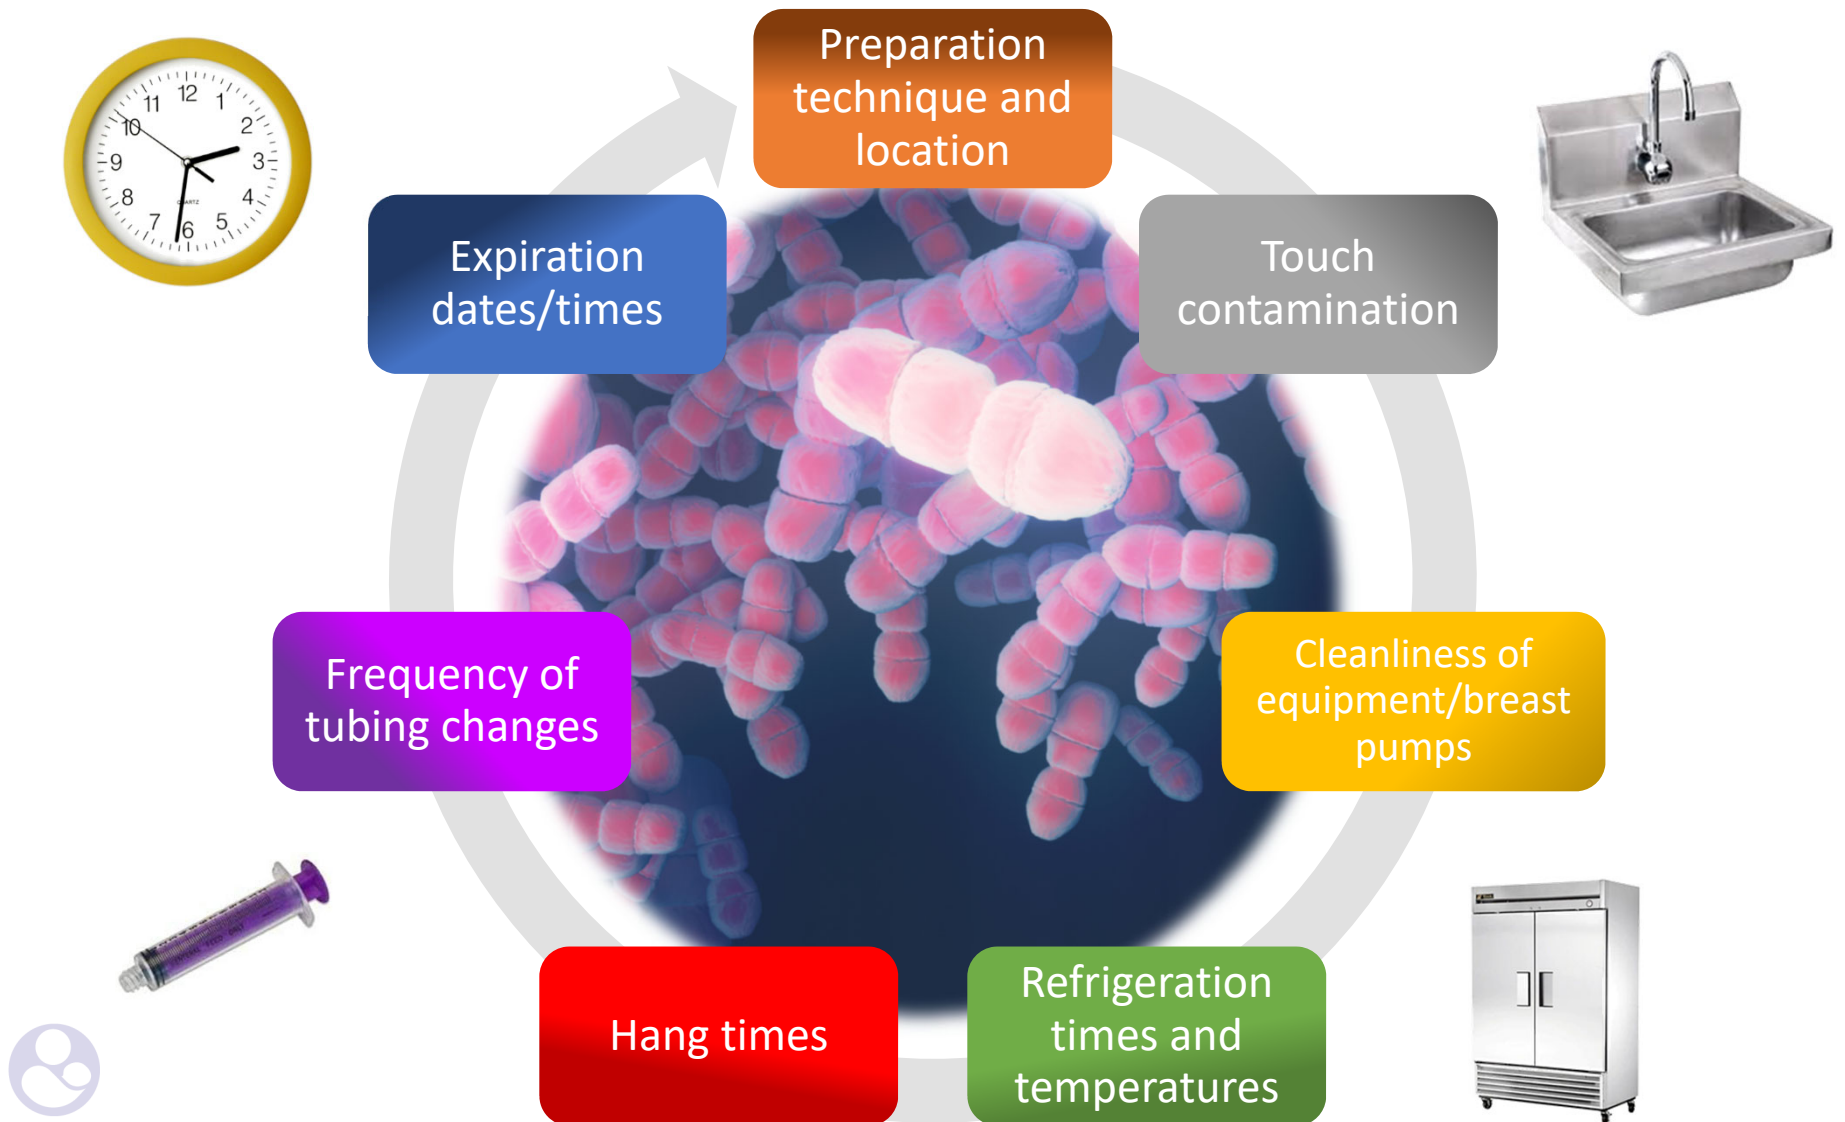 Preparation
technique and
location
Touch
contamination
Cleanliness of
equipment/breast
pumps
Refrigeration
times and
temperatures
Hang times
Frequency of
tubing changes
Expiration
dates/times
12
1
2
3
4
5
6
7
8
9
10
11
QUARTZ